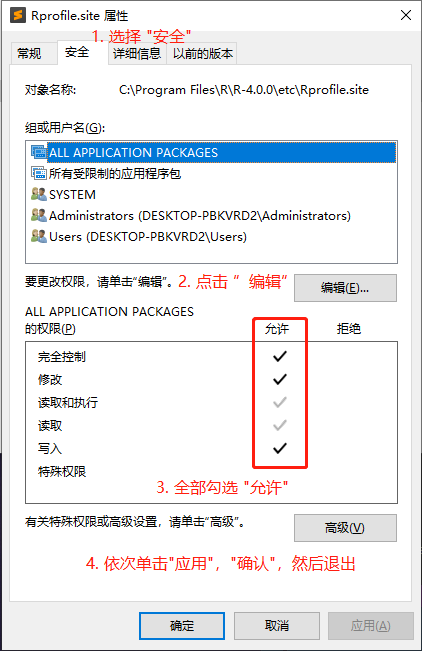 Rprofile.site 属性
1. 选择 "安全"
常规 安全 详细信息 以前的版本
对象名称: C:\Program Files\R\R-4.0.0\etc\Rprofile.site
组或用户名(G):
ALL APPLICATION PACKAGES
所有受限制的应用程序包
SYSTEM
Administrators (DESKTOP-PBKVRD2\Administrators)
Users (DESKTOP-PBKVRD2\Users)
要更改权限，请单击"编辑"。 2. 点击 " 编辑" 编辑(E)...
ALL APPLICATION PACKAGES
的权限(P) 允许 拒绝
完全控制
修改
读取和执行
读取
写入
特殊权限
3. 全部勾选 "允许"
有关特殊权限或高级设置，请单击"高级"。 高级(V)
4. 依次单击"应用"，"确认"，然后退出
确定 取消 应用(A)